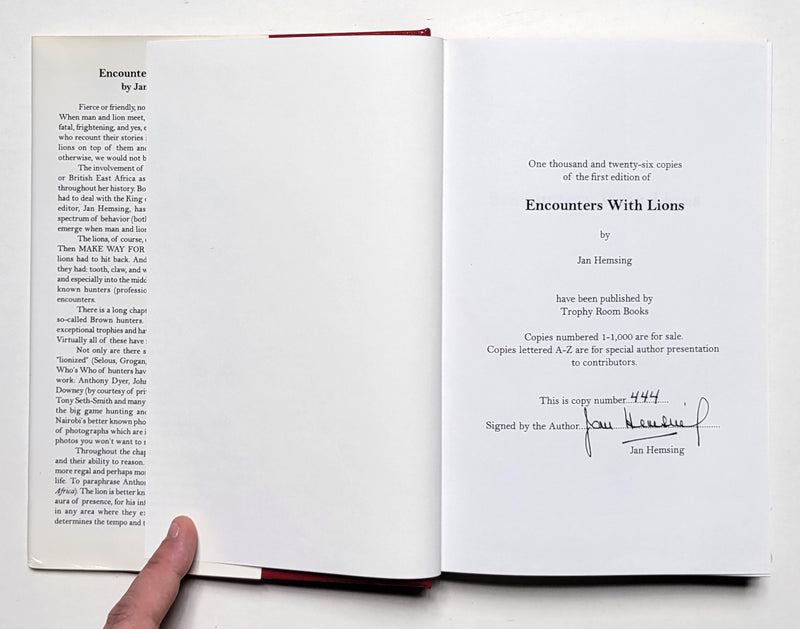 Encounte
by Jan
Fierce or friendly, no
When man and lion meet,
fatal, frightening, and yes, e
who recount their stories i
lions on top of them and
otherwise, we would not b
The involvement of
or British East Africa as
throughout her history. Bo
had to deal with the King o
editor, Jan Hemsing, has
spectrum of behavior (both
emerge when man and lion
The lions, of course,
Then MAKE WAY FOR
lions had to hit back. And
they had: tooth, claw, and w
and especially into the midd
known hunters (professio
encounters.
There is a long chapt
so-called Brown hunters.
exceptional trophies and ha
Virtually all of these have
Not only are there s
"lionized" (Selous, Grogan,
Who's Who of hunters hav
work: Anthony Dyer, John
Downey (by courtesy of pri
Tony Seth-Smith and many
the big game hunting and
Nairobi's better known pho
of photographs which are i
photos you won't want to
Throughout the chap
and their ability to reason.
more regal and perhaps mo
life. To paraphrase Antho
Africa). The lion is better kn
aura of presence, for his inf
in any area where they ex
determines the tempo and t
One thousand and twenty-six copies
of the first edition of
Encounters With Lions
by
Jan Hemsing
have been published by
Trophy Room Books
Copies numbered 1-1,000 are for sale.
Copies lettered A-Z are for special author presentation
to contributors.
This is copy number 444
Signed by the Author Jan Hemsing
Jan Hemsing